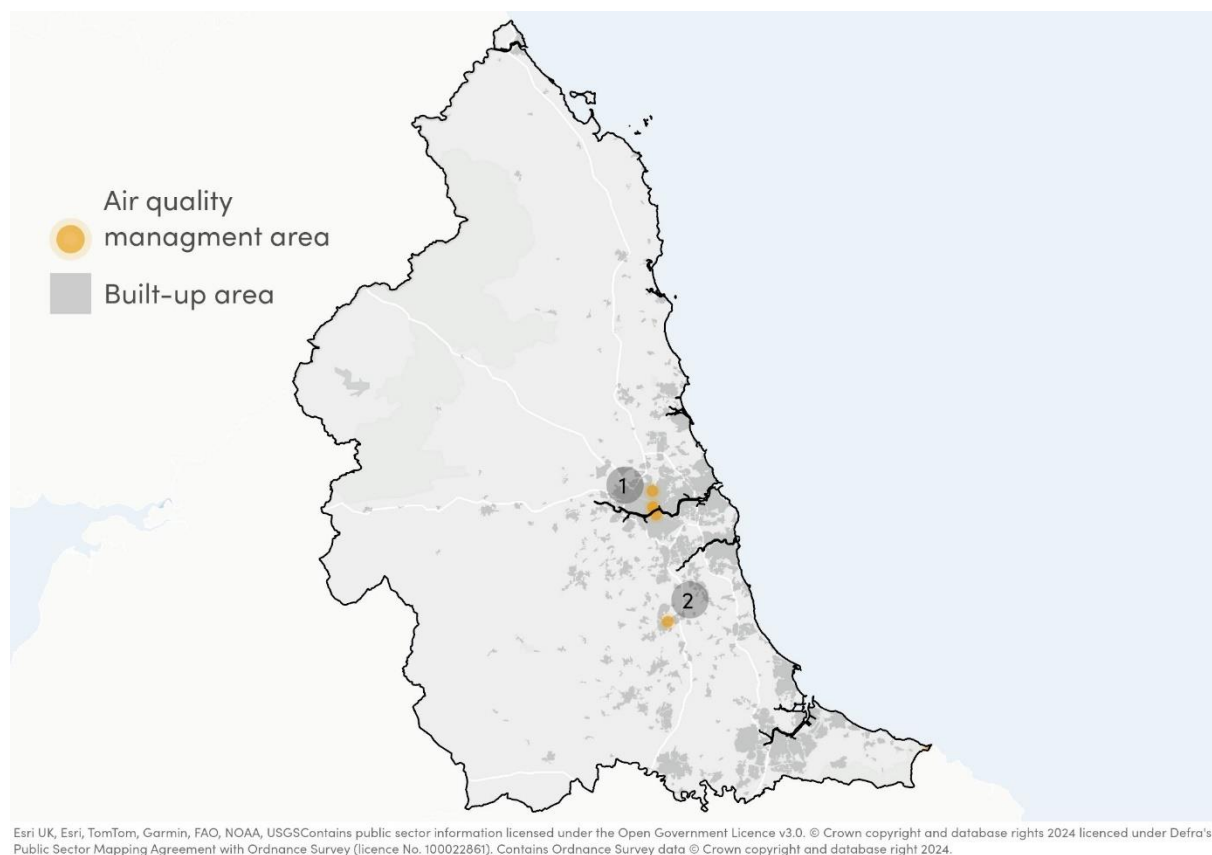 Air quality
managment area
Built-up area
1
2
Esri UK, Esri, TomTom, Garmin, FAO, NOAA, USGSContains public sector information licensed under the Open Government Licence v3.0. © Crown copyright and database rights 2024 licenced under Defra's
Public Sector Mapping Agreement with Ordnance Survey (licence No. 100022861). Contains Ordnance Survey data © Crown copyright and database right 2024.